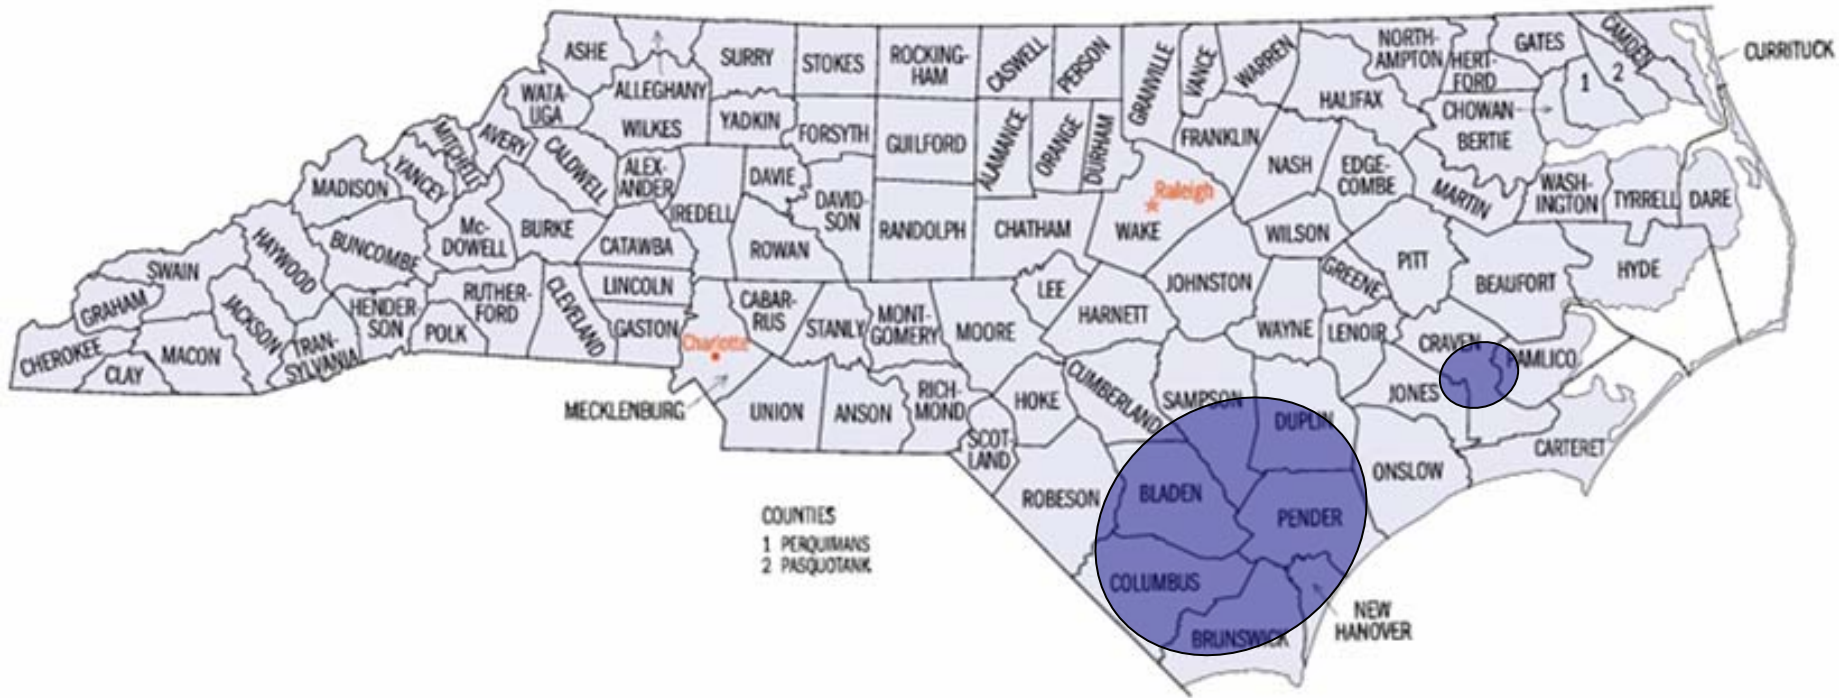 ASHE
SURRY
STOKES
ROCKING-
HAM
CASWELL
PERSON
GRANVILLE
VANCE
WARREN
NORTH-
AMPTON
HERT-
FORD
GATES
CAMDEN
CURRITUCK
1
2
WATA-
UGA
ALLEGHANY
WILKES
YADKIN
FORSYTH
GUILFORD
ALAMANCE
ORANGE
DURHAM
FRANKLIN
HALIFAX
CHOWAN
BERTIE
MITCHELL
AVERY
CALDWELL
ALEX-
ANDER
IREDELL
DAVIE
DAVID-
SON
NASH
EDGE-
COMBE
MARTIN
WASH-
INGTON
TYRRELL
DARE
MADISON
YANCEY
Mc-
DOWELL
BURKE
CATAWBA
ROWAN
RANDOLPH
CHATHAM
Raleigh
WAKE
WILSON
PITT
BEAUFORT
HYDE
HAYWOOD
BUNCOMBE
SWAIN
GRAHAM
JACKSON
HENDER-
SON
RUTHER-
FORD
CLEVELAND
LINCOLN
GASTON
CABAR-
RUS
STANLY
MONT-
GOMERY
MOORE
LEE
HARNETT
JOHNSTON
GREENE
WAYNE
LENOIR
CRAVEN
PAMLICO
CHEROKEE
CLAY
MACON
TRAN-
SYLVANIA
POLK
Charlotte
MECKLENBURG
UNION
ANSON
RICH-
MOND
SCOT-
LAND
HOKE
CUMBERLAND
SAMPSON
DUPLIN
JONES
CARTERET
ONSLOW
ROBESON
BLADEN
PENDER
COLUMBUS
BRUNSWICK
NEW
HANOVER
COUNTIES
1 PERQUIMANS
2 PASQUOTANK